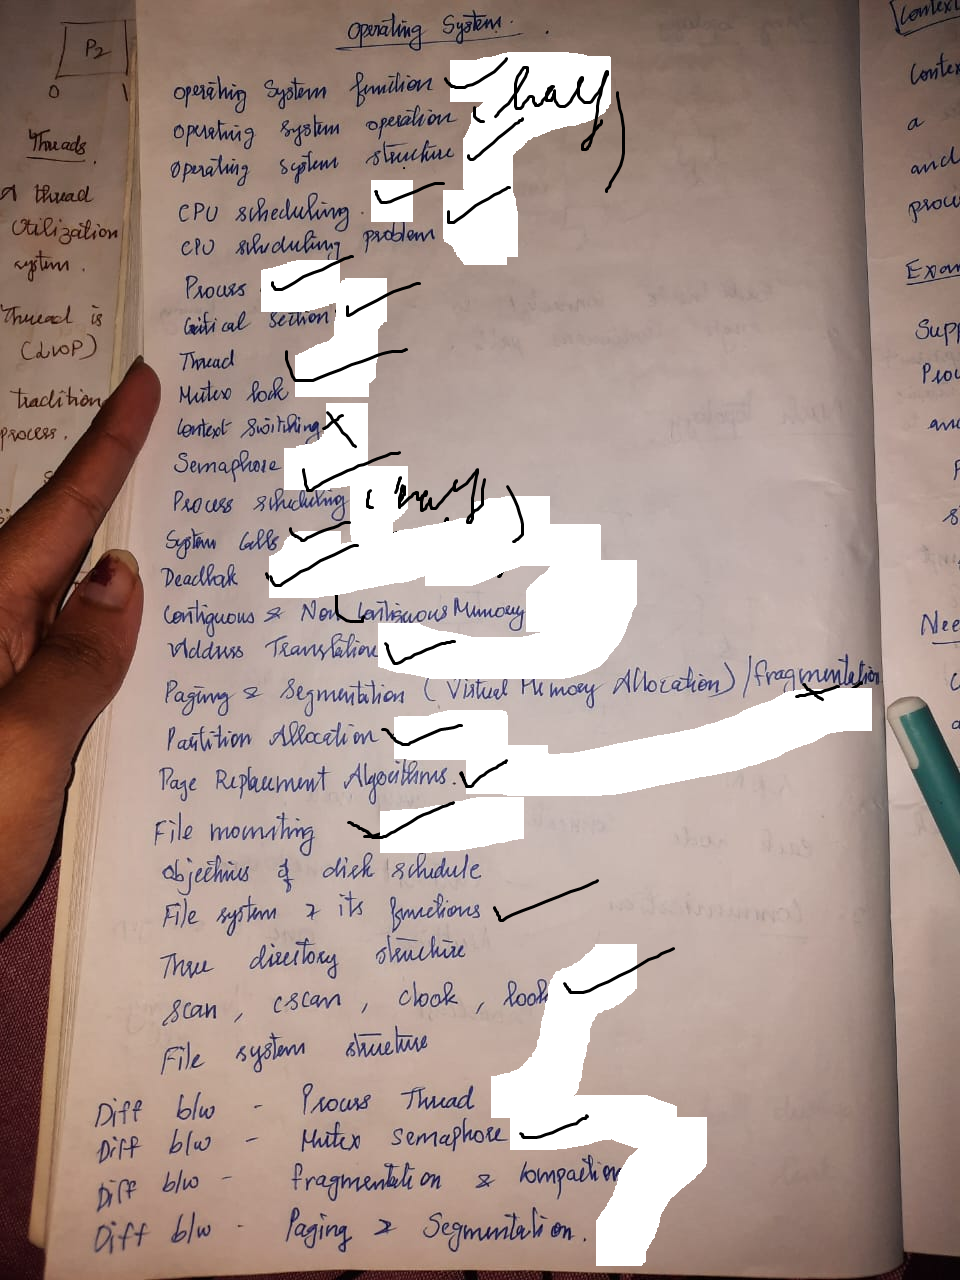 P2
0 1
Threads.
A thread
utilization
system.
Thread is
(LWP)
tradition
process.
Operating System.
Operating System function
(half)
Operating system operation
Operating system structure
CPU scheduling.
CPU scheduling problem
Process.
Critical section
Thread
Mutex lock
Context switching
Semaphore
Process scheduling (half)
System calls
Deadlock
Contiguous & Non Contiguous Memory
Address Translation
Paging & Segmentation (Virtual Memory Allocation) / fragmentation
Partition Allocation
Page Replacement Algorithms.
File mounting
Objectives of disk schedule
File system & its functions
Three directory structure
scan, cscan, clook, look
File system structure
Diff b/w - Process Thread
Diff b/w - Mutex semaphore
Diff b/w - fragmentation & compaction
Diff b/w - Paging & Segmentation.
Context
Contex
a
and
proce
Exam
Supp
Proc
and
Nee